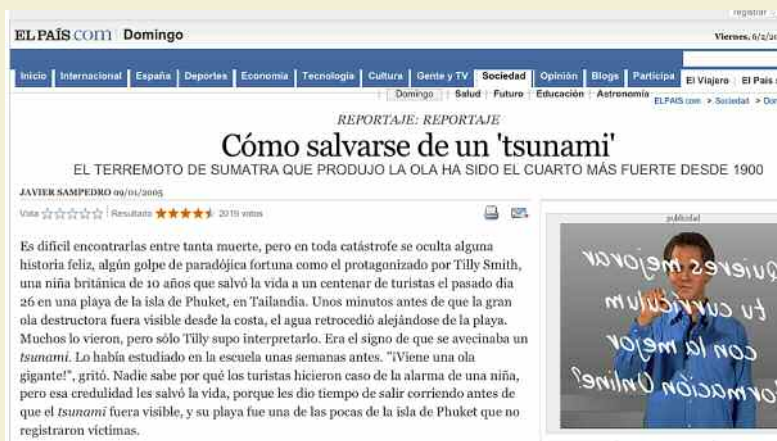 registrar
EL PAÍS.COM Domingo
Viernes, 6/2/20
Inicio Internacional España Deportes Economía Tecnología Cultura Gente y TV Sociedad Opinión Blogs Participa El Viajero El País
Domingo Salud Futuro Educación Astronomía
ELPAIS.com > Sociedad > Do
REPORTAJE: REPORTAJE
Cómo salvarse de un 'tsunami'
EL TERREMOTO DE SUMATRA QUE PRODUJO LA OLA HA SIDO EL CUARTO MÁS FUERTE DESDE 1900
JAVIER SAMPEDRO 09/01/2005
Vota Resultado 2019 votos
publicidad
Es difícil encontrarlas entre tanta muerte, pero en toda catástrofe se oculta alguna
historia feliz, algún golpe de paradójica fortuna como el protagonizado por Tilly Smith,
una niña británica de 10 años que salvó la vida a un centenar de turistas el pasado día
26 en una playa de la isla de Phuket, en Tailandia. Unos minutos antes de que la gran
ola destructora fuera visible desde la costa, el agua retrocedió alejándose de la playa.
Muchos lo vieron, pero sólo Tilly supo interpretarlo. Era el signo de que se avecinaba un
tsunami. Lo había estudiado en la escuela unas semanas antes. "¡Viene una ola
gigante!", gritó. Nadie sabe por qué los turistas hicieron caso de la alarma de una niña,
pero esa credulidad les salvó la vida, porque les dio tiempo de salir corriendo antes de
que el tsunami fuera visible, y su playa fue una de las pocas de la isla de Phuket que no
registraron víctimas.
Quieres mejorar
tu curriculum
con la mejor
formación Online?